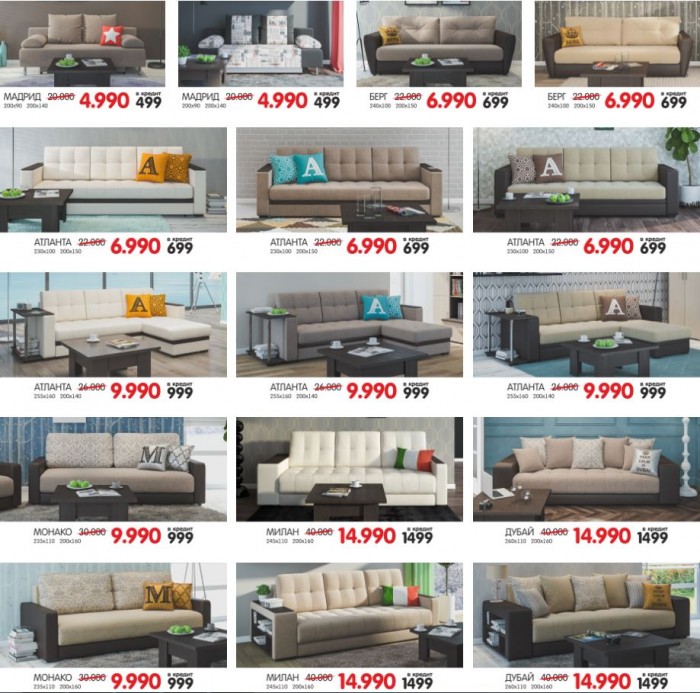 МАДРИД 20.000 4.990 в кредит 499
200х90 200х140
МАДРИД 20.000 4.990 в кредит 499
200х90 200х140
БЕРГ 22.000 6.990 в кредит 699
240х100 200х150
БЕРГ 22.000 6.990 в кредит 699
240х100 200х150
A
A
A
АТЛАНТА 22.000 6.990 в кредит 699
230х100 200х150
АТЛАНТА 22.000 6.990 в кредит 699
230х100 200х150
АТЛАНТА 22.000 6.990 в кредит 699
230х100 200х150
A
A
A
АТЛАНТА 26.000 9.990 в кредит 999
255х160 200х140
АТЛАНТА 26.000 9.990 в кредит 999
255х160 200х140
АТЛАНТА 26.000 9.990 в кредит 999
255х160 200х140
M
МОНАКО 30.000 9.990 в кредит 999
235х110 200х160
МИЛАН 40.000 14.990 в кредит 1499
245х110 200х160
ДУБАЙ 40.000 14.990 в кредит 1499
260х110 200х160
M
МОНАКО 30.000 9.990 в кредит 999
235х110 200х160
МИЛАН 40.000 14.990 в кредит 1499
245х110 200х160
ДУБАЙ 40.000 14.990 в кредит 1499
260х110 200х160